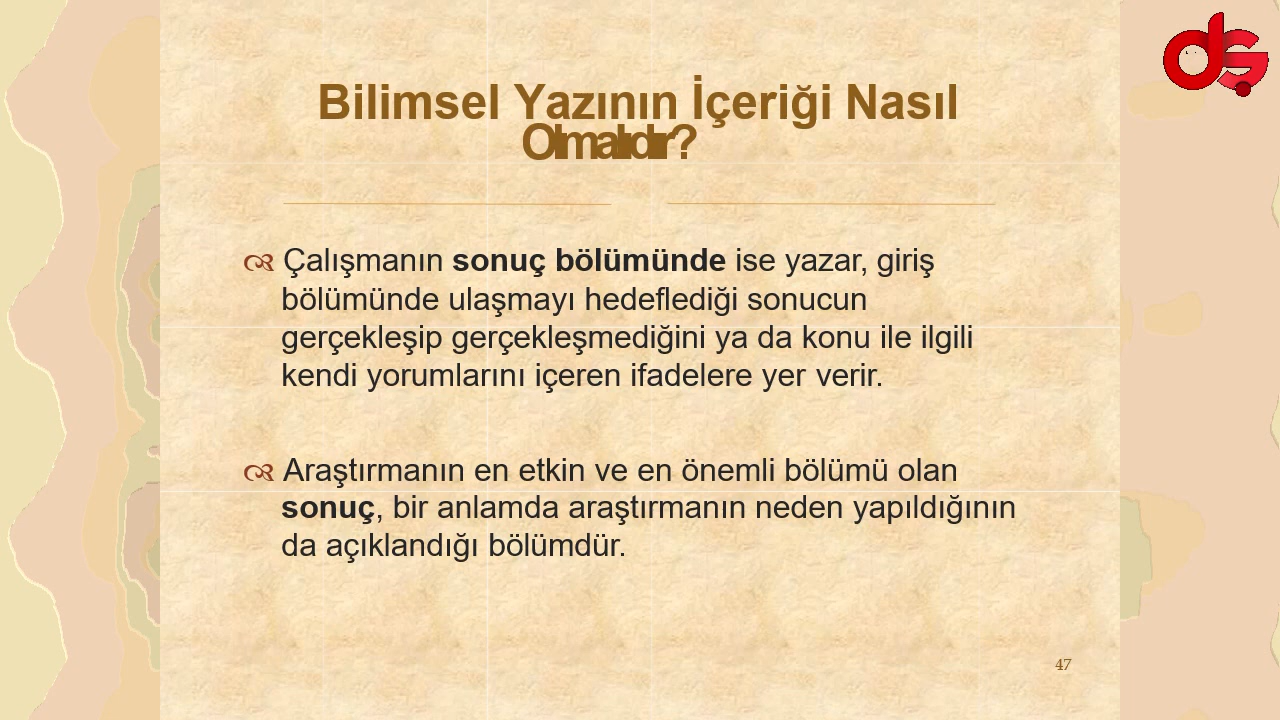 Bilimsel Yazının İçeriği Nasıl
Olmalıdır?
Çalışmanın sonuç bölümünde ise yazar, giriş
bölümünde ulaşmayı hedeflediği sonucun
gerçekleşip gerçekleşmediğini ya da konu ile ilgili
kendi yorumlarını içeren ifadelere yer verir.
Araştırmanın en etkin ve en önemli bölümü olan
sonuç, bir anlamda araştırmanın neden yapıldığının
da açıklandığı bölümdür.
47